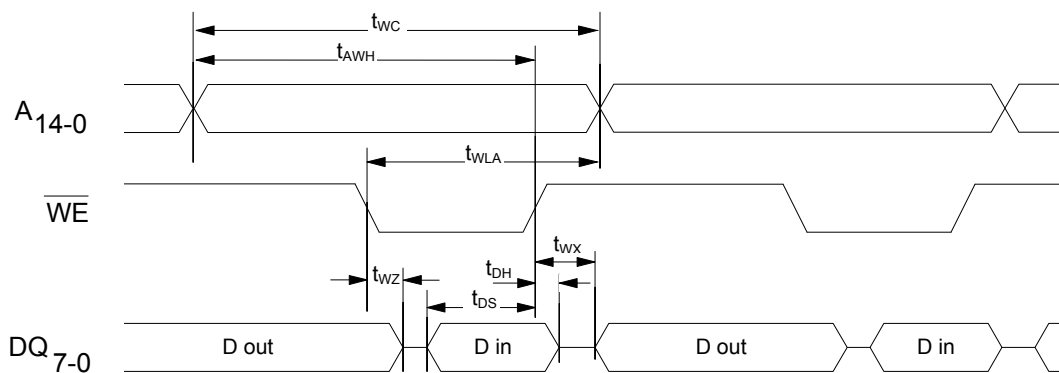 tWC
tAWH
A14-0
tWLA
WE
tWX
tWZ
tDH
tDS
DQ7-0
D out
D in
D out
D in